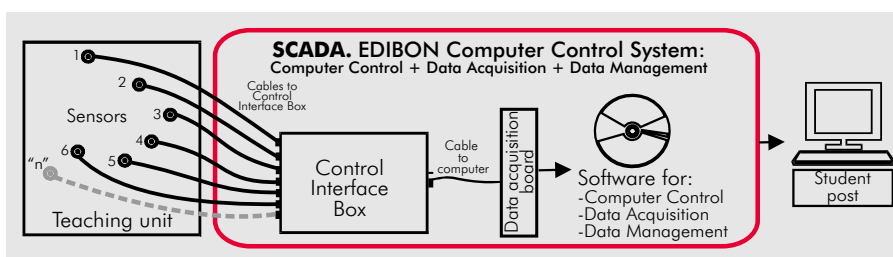 SCADA. EDIBON Computer Control System:
Computer Control + Data Acquisition + Data Management
1
2
Sensors
3
4
5
6
"n"
Teaching unit
Cables to
Control
Interface Box
Control
Interface
Box
Cable
to
computer
Data acquisition
board
Software for:
-Computer Control
-Data Acquisition
-Data Management
Student
post